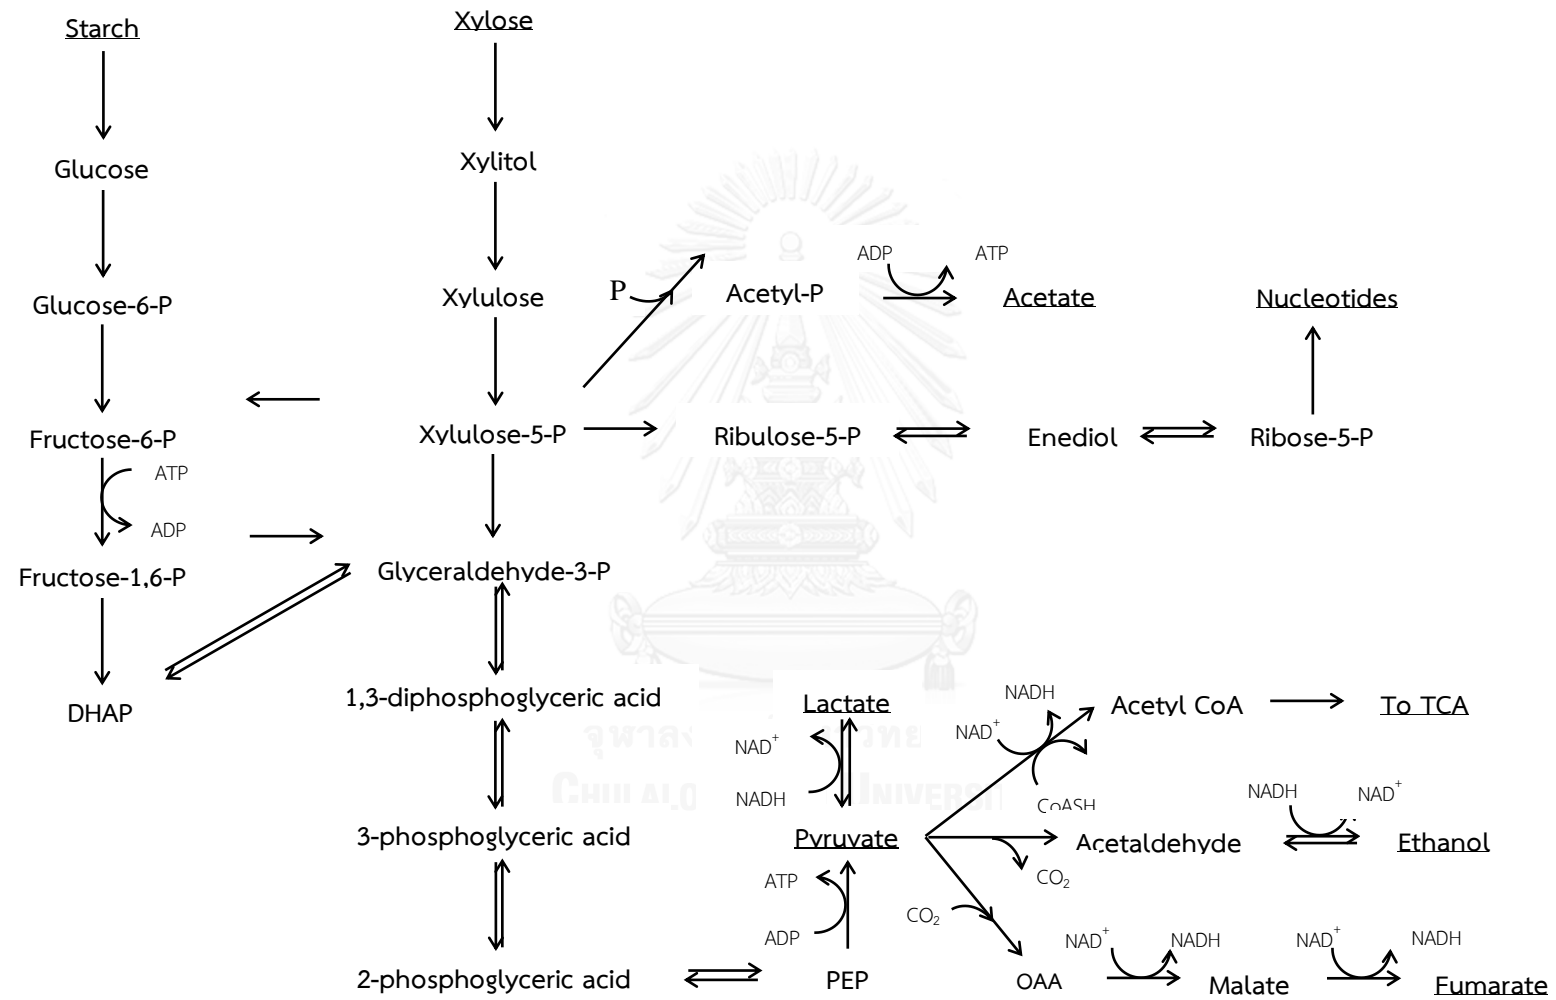 Starch
Xylose
Glucose
Xylitol
Glucose-6-P
Xylulose
P
Acetyl-P
ADP
ATP
Acetate
Nucleotides
Fructose-6-P
Xylulose-5-P
Ribulose-5-P
Enediol
Ribose-5-P
ATP
ADP
Fructose-1,6-P
Glyceraldehyde-3-P
DHAP
1,3-diphosphoglyceric acid
Lactate
NADH
Acetyl CoA
To TCA
NAD+
NAD+
NADH
CoASH
NADH
NAD+
3-phosphoglyceric acid
Pyruvate
Acetaldehyde
Ethanol
ATP
CO2
CO2
ADP
NAD+
NADH
NAD+
NADH
2-phosphoglyceric acid
PEP
OAA
Malate
Fumarate